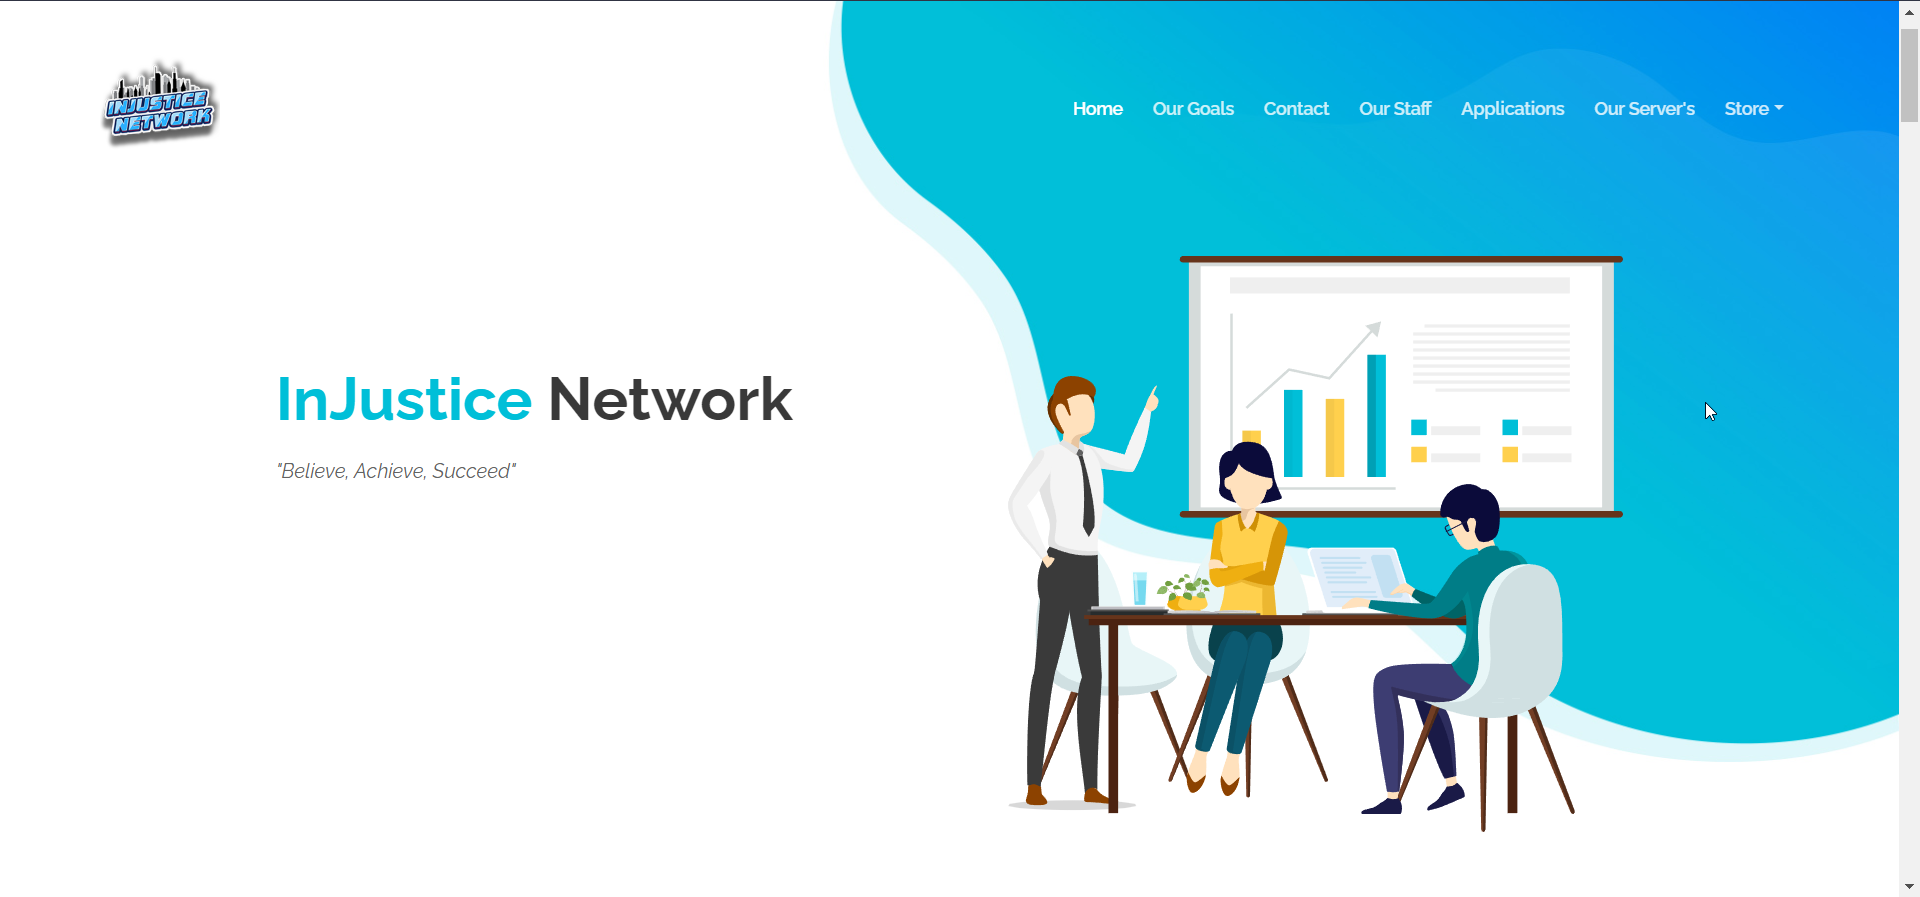 INJUSTICE
NETWORK
Home Our Goals Contact Our Staff Applications Our Server's Store
InJustice Network
"Believe, Achieve, Succeed"